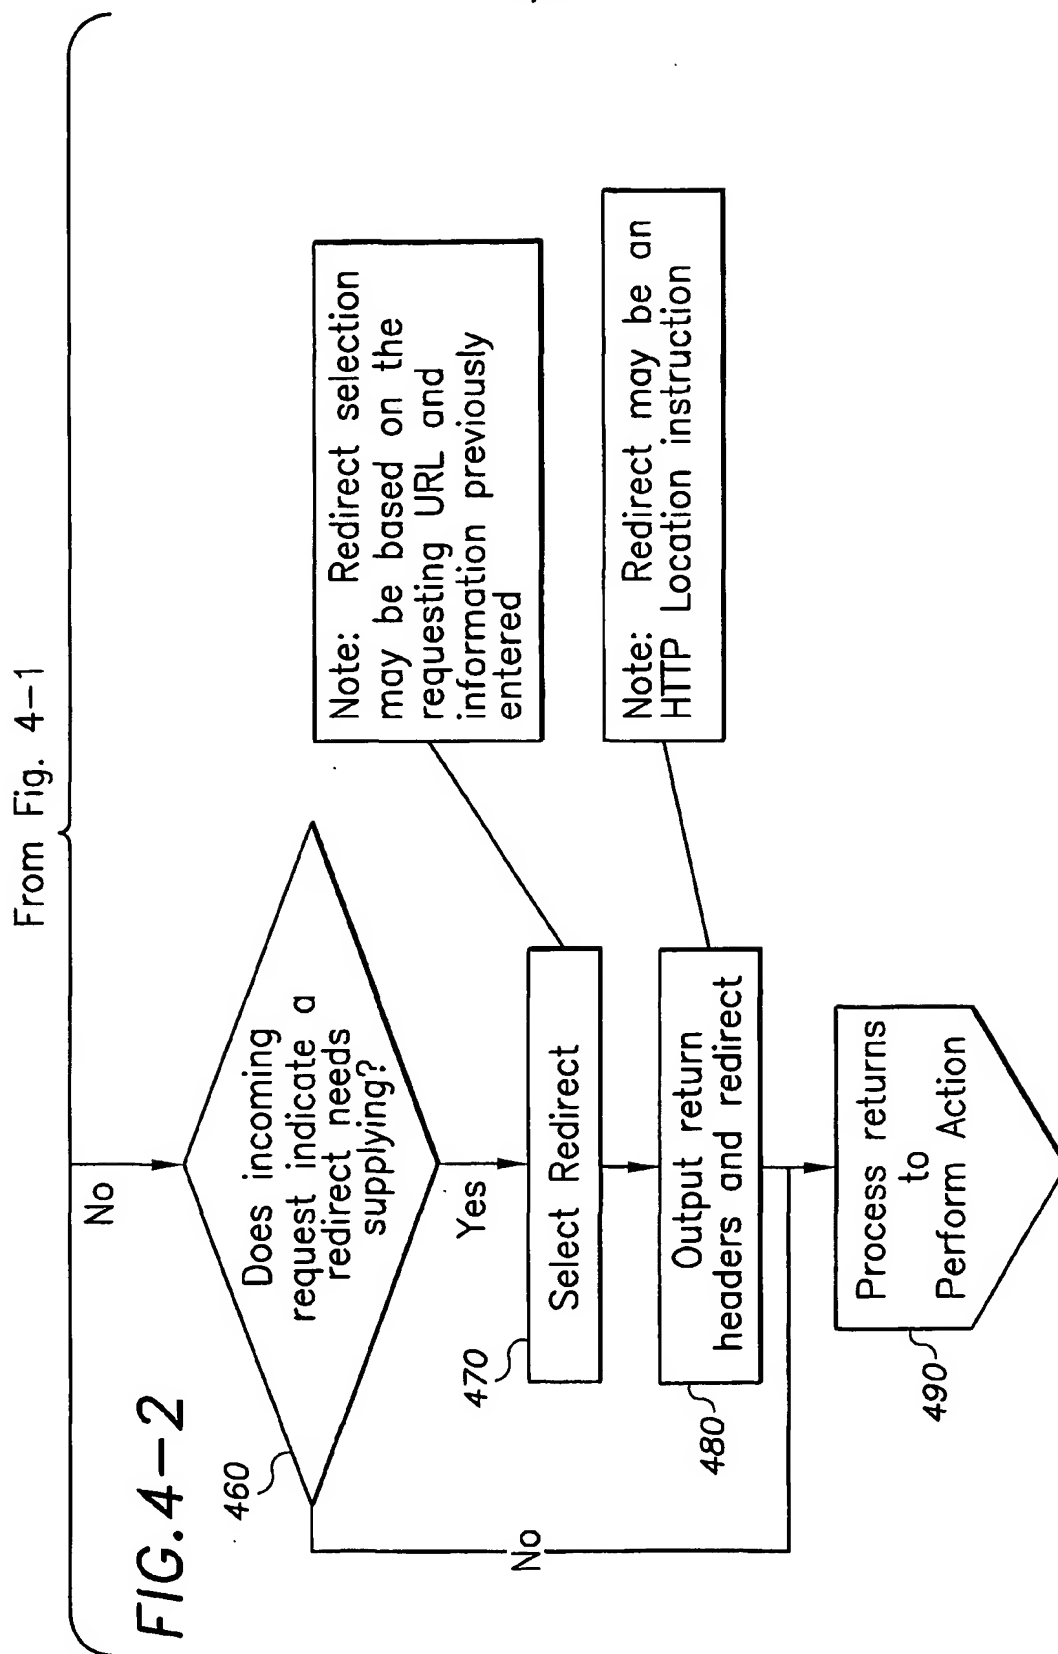 From Fig. 4-1
FIG.4-2
No
460
Does incoming
request indicate a
redirect needs
supplying?
Yes
No
470
Select Redirect
Note: Redirect selection
may be based on the
requesting URL and
information previously
entered
480
Output return
headers and redirect
Note: Redirect may be an
HTTP Location instruction
490
Process returns
to
Perform Action